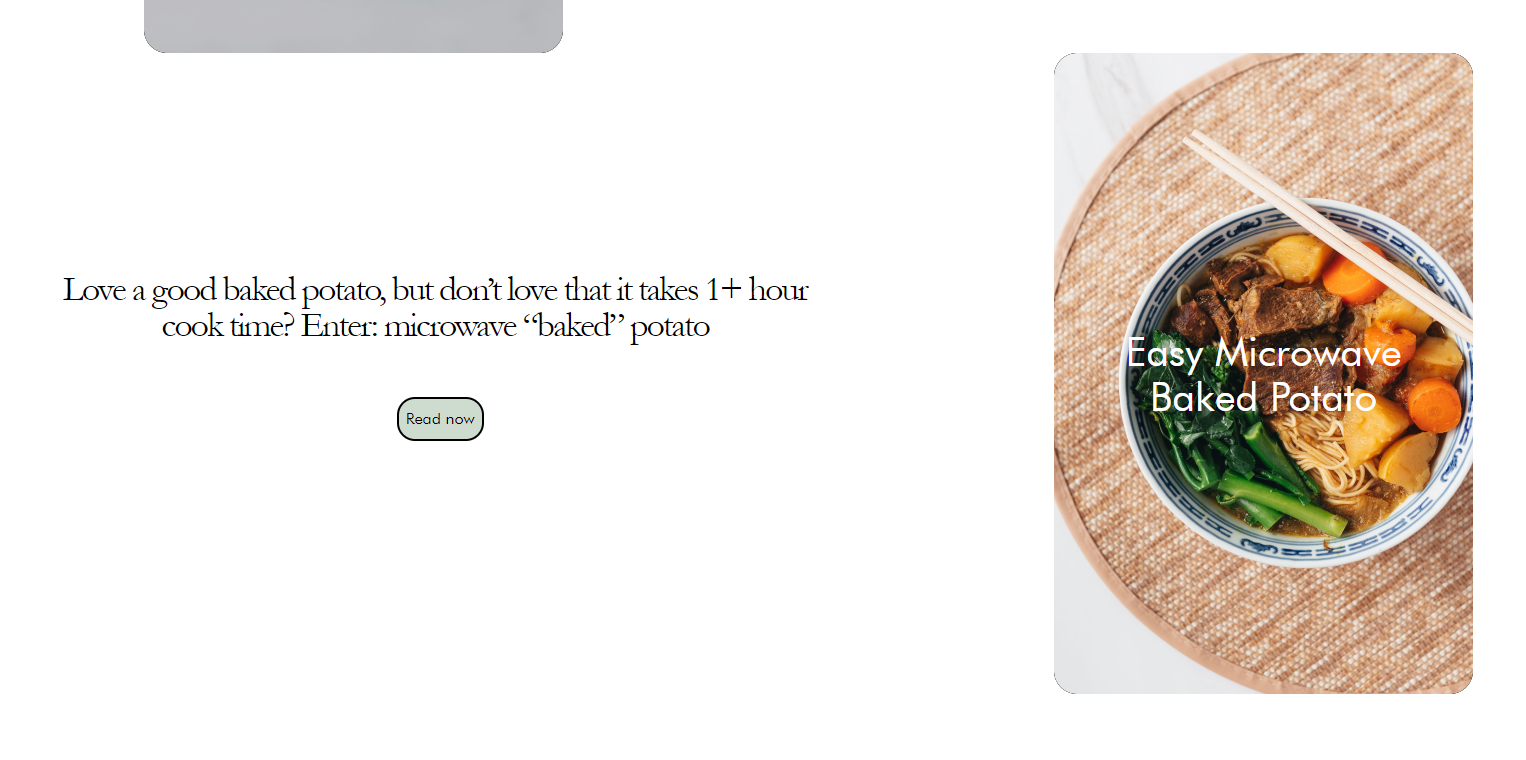 Love a good baked potato, but don’t love that it takes 1+ hour
cook time? Enter: microwave “baked” potato
Read now
Easy Microwave
Baked Potato